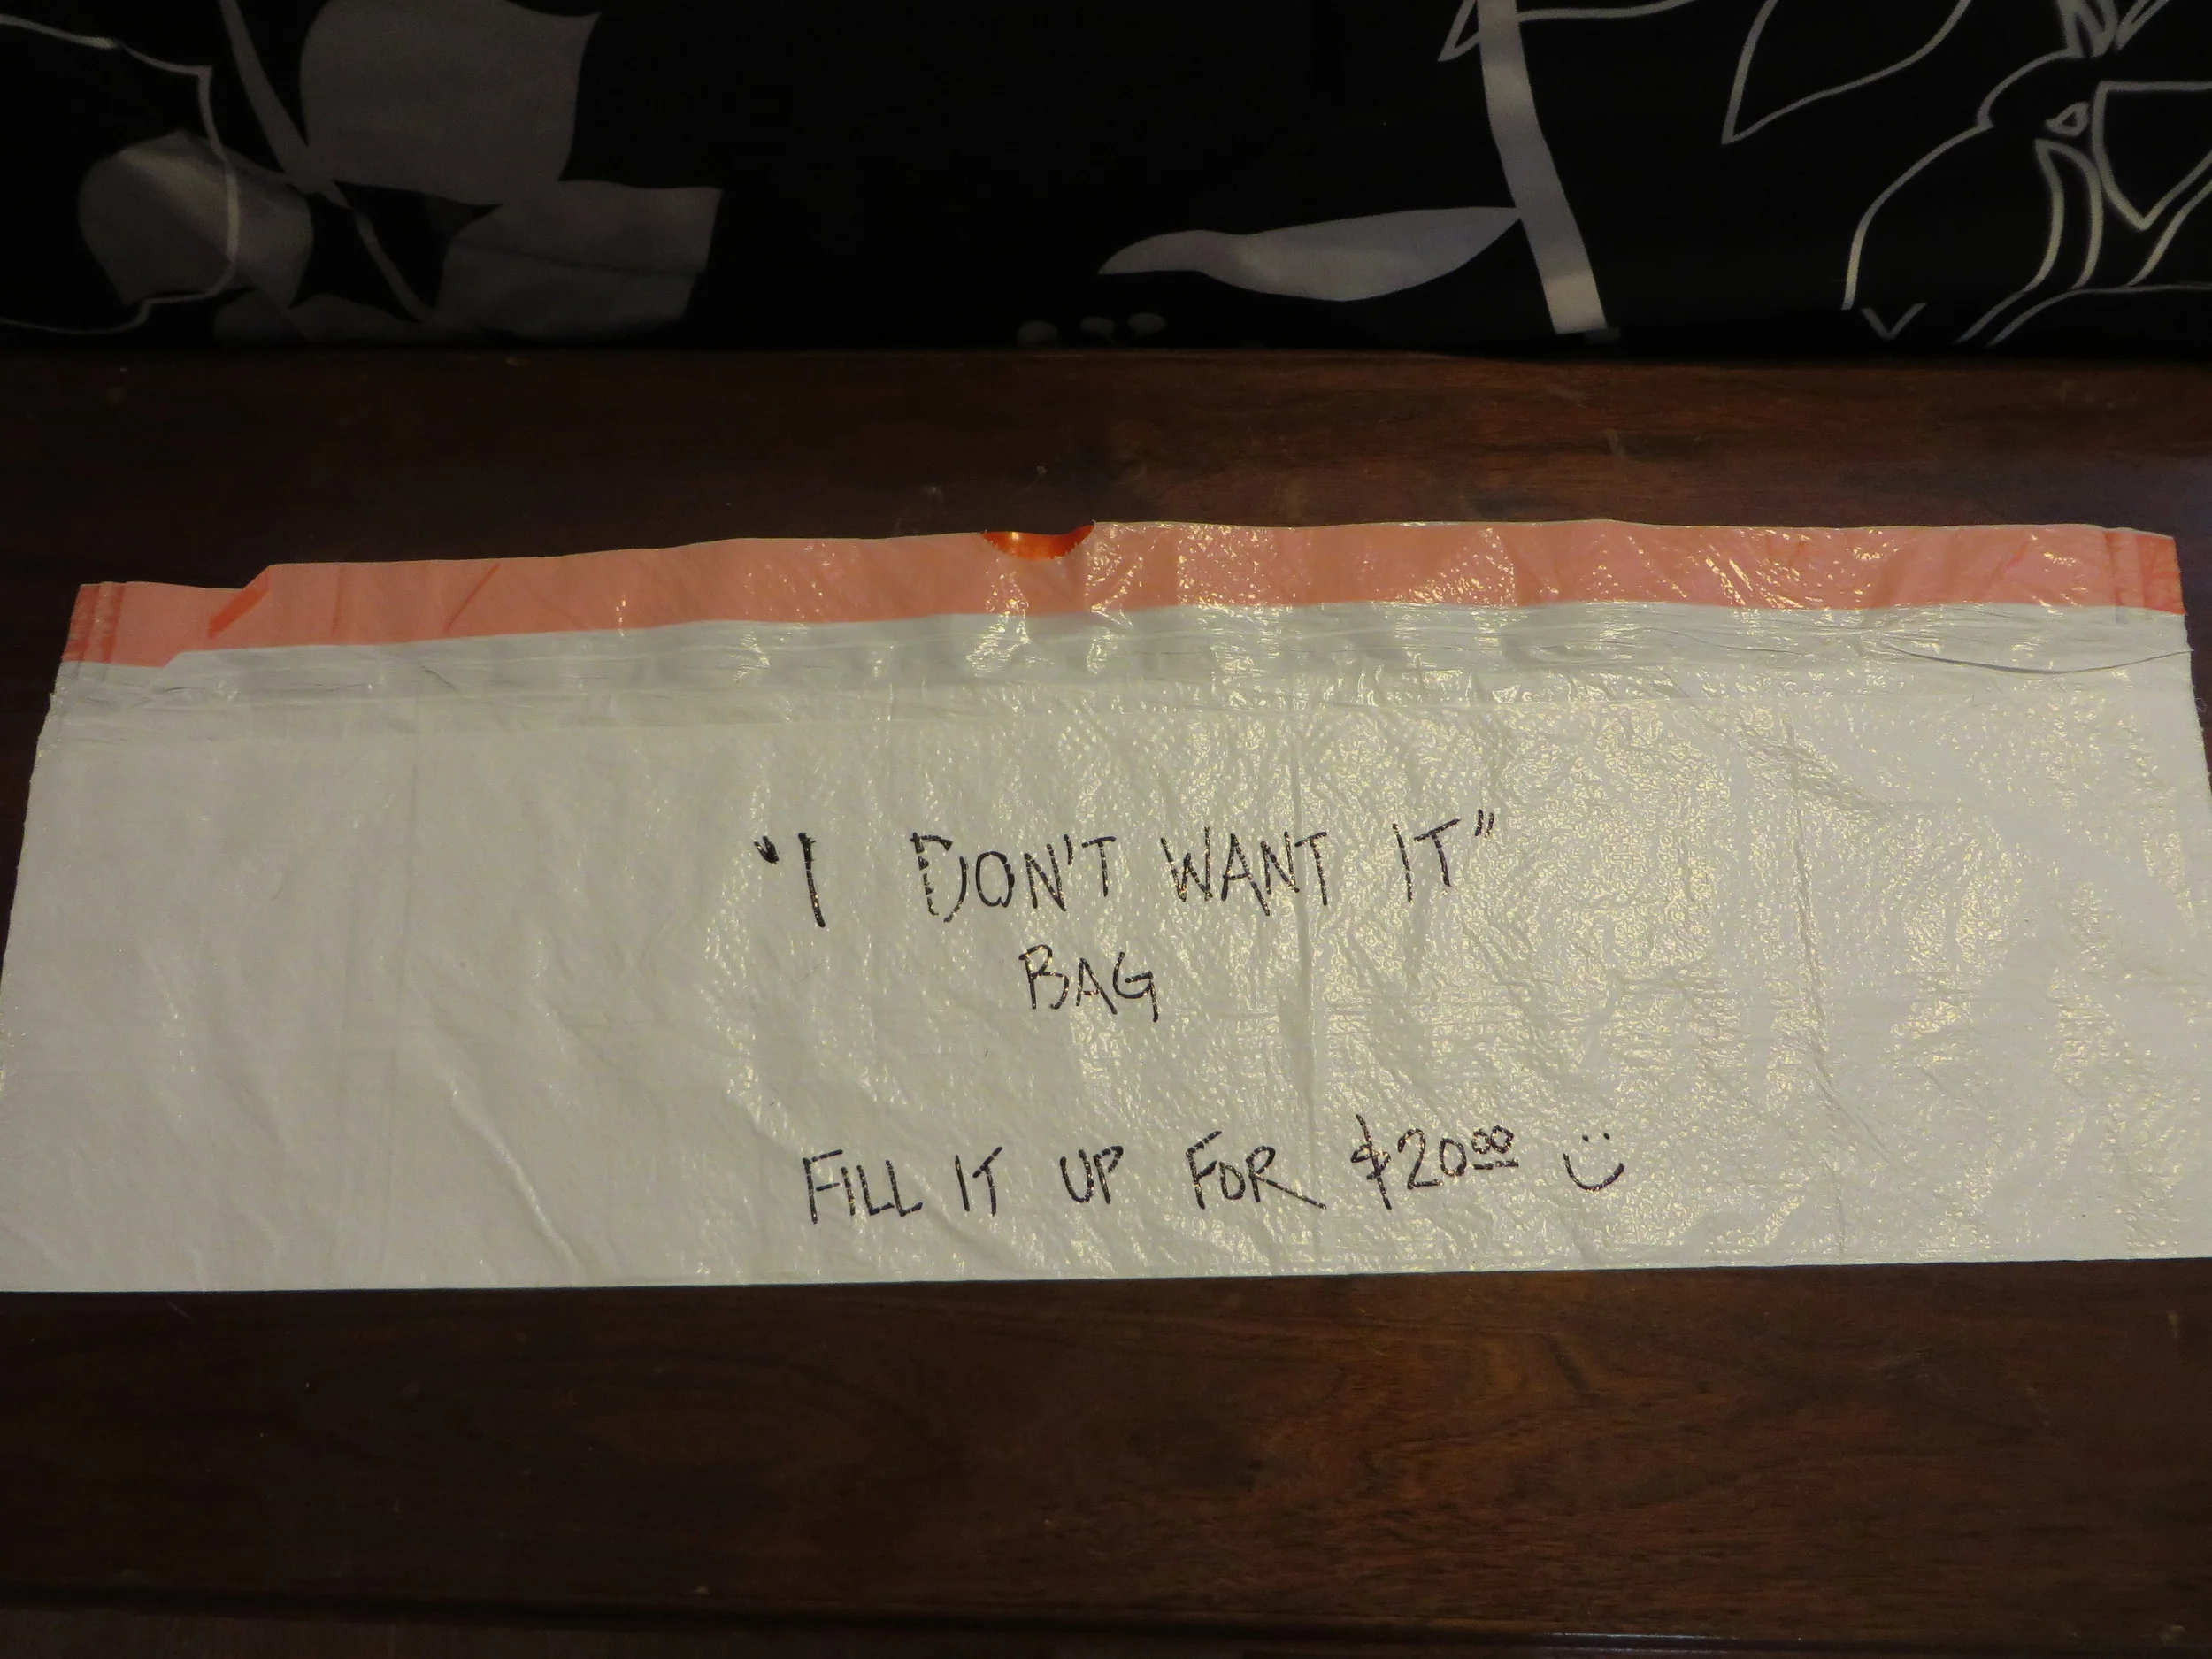 "I DON'T WANT IT"
BAG
FILL IT UP FOR $20.00 :)